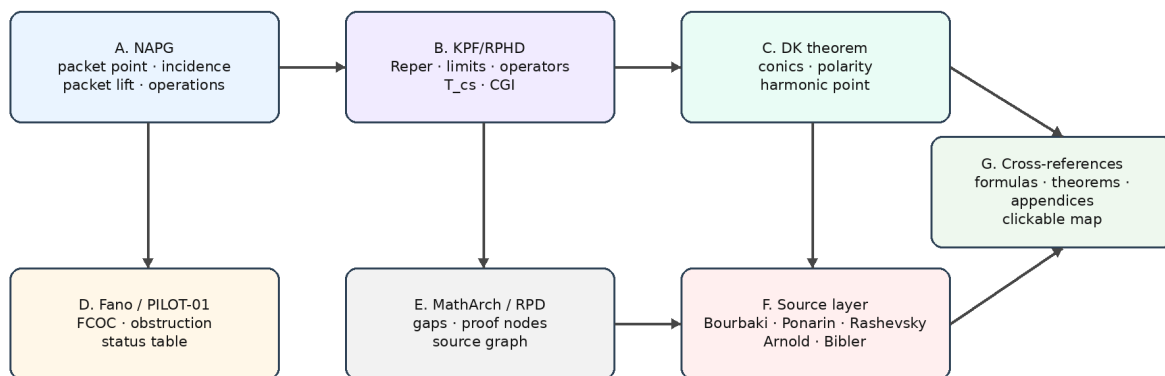 A. NAPG
packet point · incidence
packet lift · operations
B. KPF/RPHD
Reper · limits · operators
T_cs · CGI
C. DK theorem
conics · polarity
harmonic point
G. Cross-references
formulas · theorems ·
appendices
clickable map
D. Fano / PILOT-01
FCOC · obstruction
status table
E. MathArch / RPD
gaps · proof nodes
source graph
F. Source layer
Bourbaki · Ponarin · Rashevsky
Arnold · Bibler